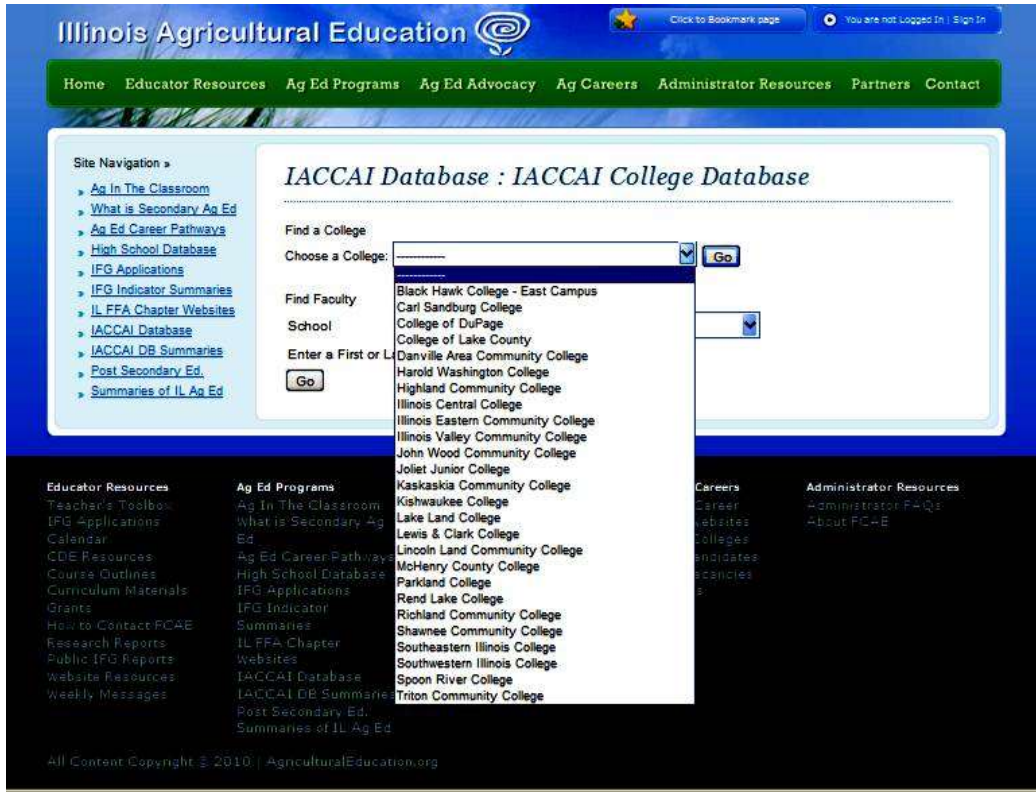 Illinois Agricultural Education
Click to Bookmark page
You are not Logged In | Sign In
Home Educator Resources Ag Ed Programs Ag Ed Advocacy Ag Careers Administrator Resources Partners Contact
Site Navigation »
Ag In The Classroom
What is Secondary Ag Ed
Ag Ed Career Pathways
High School Database
IFG Applications
IFG Indicator Summaries
IL FFA Chapter Websites
IACCAI Database
IACCAI DB Summaries
Post Secondary Ed.
Summaries of IL Ag Ed
IACCAI Database : IACCAI College Database
Find a College
Choose a College: ------------ Go
------------
Black Hawk College - East Campus
Carl Sandburg College
College of DuPage
College of Lake County
Danville Area Community College
Harold Washington College
Highland Community College
Illinois Central College
Illinois Eastern Community College
Illinois Valley Community College
John Wood Community College
Joliet Junior College
Kaskaskia Community College
Kishwaukee College
Lake Land College
Lewis & Clark College
Lincoln Land Community College
McHenry County College
Parkland College
Rend Lake College
Richland Community College
Shawnee Community College
Southeastern Illinois College
Southwestern Illinois College
Spoon River College
Triton Community College
Find Faculty
School
Enter a First or L
Go
Educator Resources
Teacher's Toolbox
IFG Applications
Calendar
CDE Resources
Course Outlines
Curriculum Materials
Grants
How to Contact FCAE
Research Reports
Public IFG Reports
Website Resources
Weekly Messages
Ag Ed Programs
Ag In The Classroom
What is Secondary Ag
Ed
Ag Ed Career Pathways
High School Database
IFG Applications
IFG Indicator
Summaries
IL FFA Chapter
Websites
IACCAI Database
IACCAI DB Summaries
Post Secondary Ed.
Summaries of IL Ag Ed
Careers
Career
ebsites
olleges
andidates
acancies
s
Administrator Resources
Administrator FAQs
About FCAE
All Content Copyright © 2010 | AgriculturalEducation.org